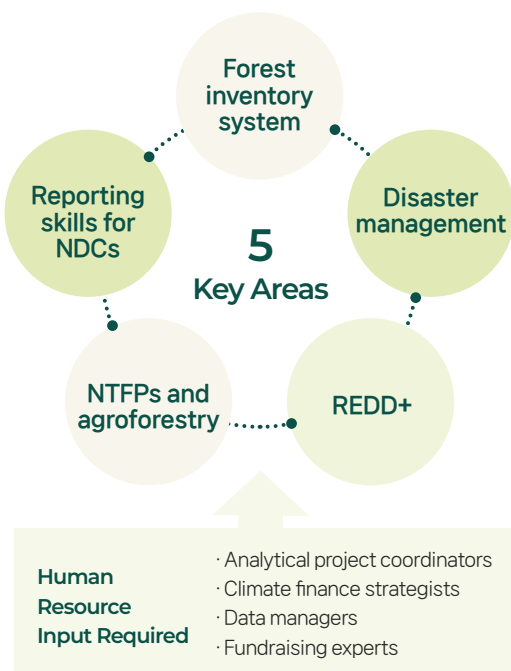 Forest
inventory
system
Reporting
skills for
NDCs
Disaster
management
5
Key Areas
NTFPs and
agroforestry
REDD+
Human
Resource
Input Required
· Analytical project coordinators
· Climate finance strategists
· Data managers
· Fundraising experts